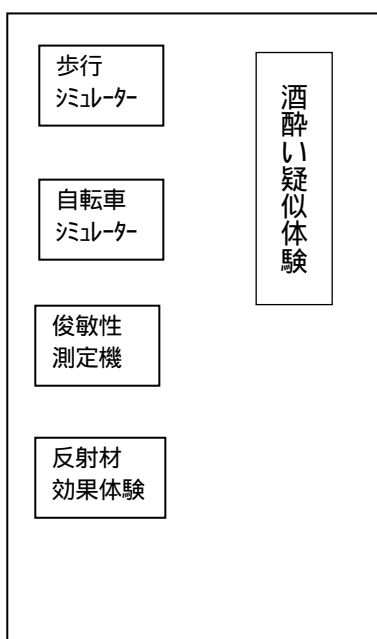 歩行
ｼﾐｭﾚｰﾀｰ
自転車
ｼﾐｭﾚｰﾀｰ
俊敏性
測定機
反射材
効果体験
酒酔い疑似体験